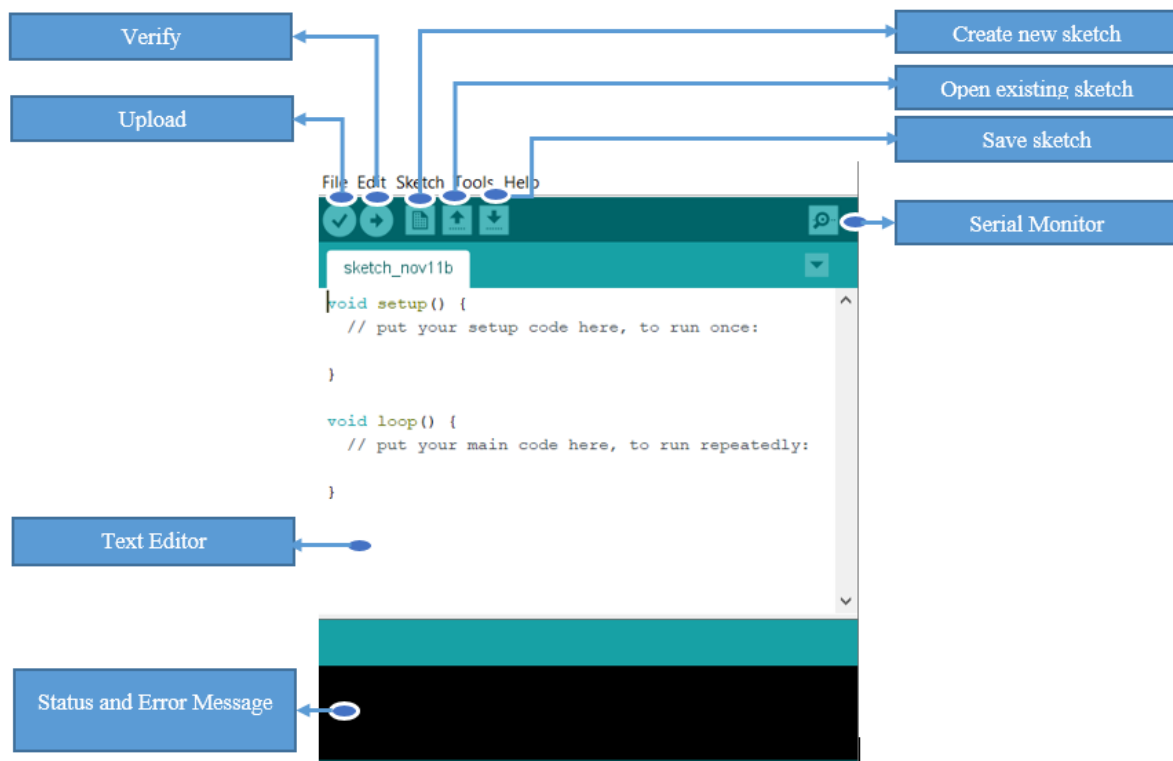 Verify
Create new sketch
Open existing sketch
Upload
Save sketch
File Edit Sketch Tools Help
Serial Monitor
sketch_nov11b
void setup() {
// put your setup code here, to run once:
}
void loop() {
// put your main code here, to run repeatedly:
}
Text Editor
Status and Error Message